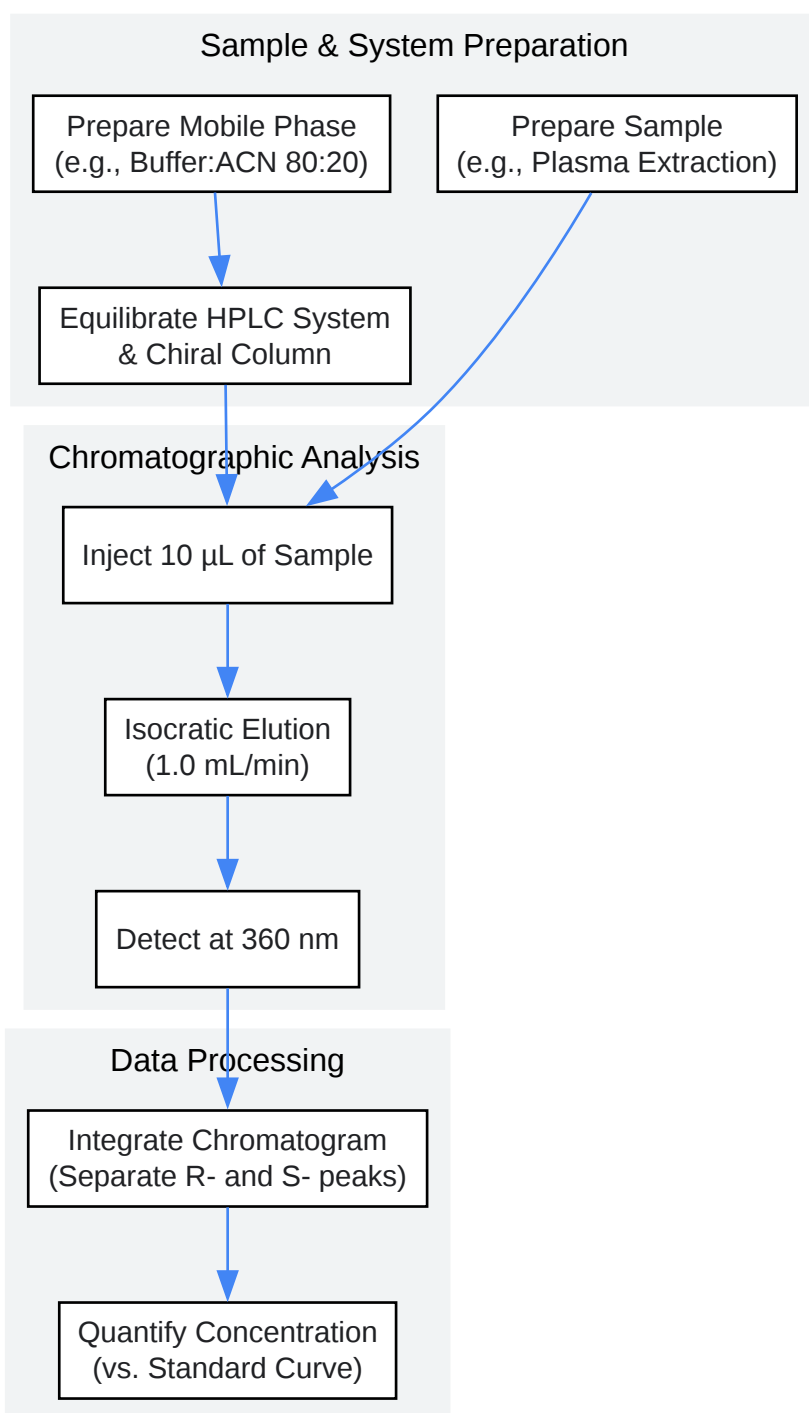 Sample & System Preparation
Prepare Mobile Phase
(e.g., Buffer:ACN 80:20)
Prepare Sample
(e.g., Plasma Extraction)
Equilibrate HPLC System
& Chiral Column
Chromatographic Analysis
Inject 10 µL of Sample
Isocratic Elution
(1.0 mL/min)
Detect at 360 nm
Data Processing
Integrate Chromatogram
(Separate R- and S- peaks)
Quantify Concentration
(vs. Standard Curve)